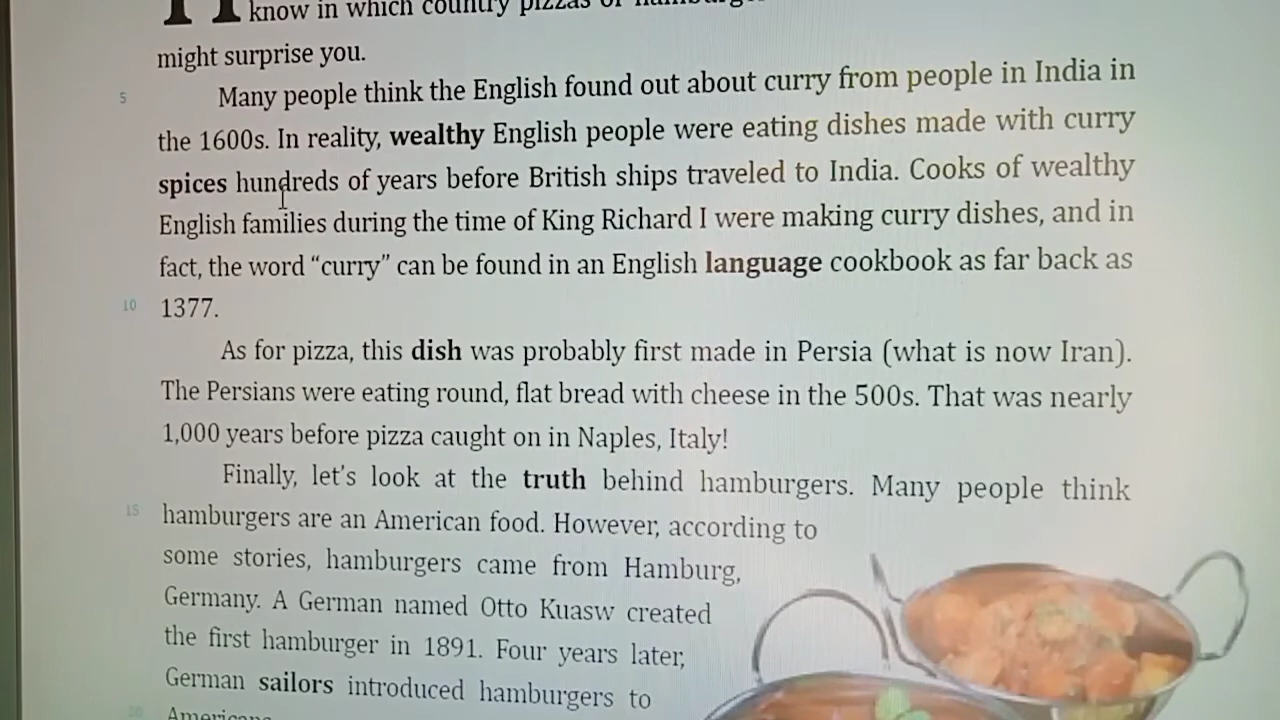 know in which country pizzas or hamburger
might surprise you.
5 Many people think the English found out about curry from people in India in
the 1600s. In reality, wealthy English people were eating dishes made with curry
spices hundreds of years before British ships traveled to India. Cooks of wealthy
English families during the time of King Richard I were making curry dishes, and in
fact, the word “curry” can be found in an English language cookbook as far back as
10 1377.
As for pizza, this dish was probably first made in Persia (what is now Iran).
The Persians were eating round, flat bread with cheese in the 500s. That was nearly
1,000 years before pizza caught on in Naples, Italy!
Finally, let's look at the truth behind hamburgers. Many people think
15 hamburgers are an American food. However, according to
some stories, hamburgers came from Hamburg,
Germany. A German named Otto Kuasw created
the first hamburger in 1891. Four years later,
German sailors introduced hamburgers to
20 Americans.